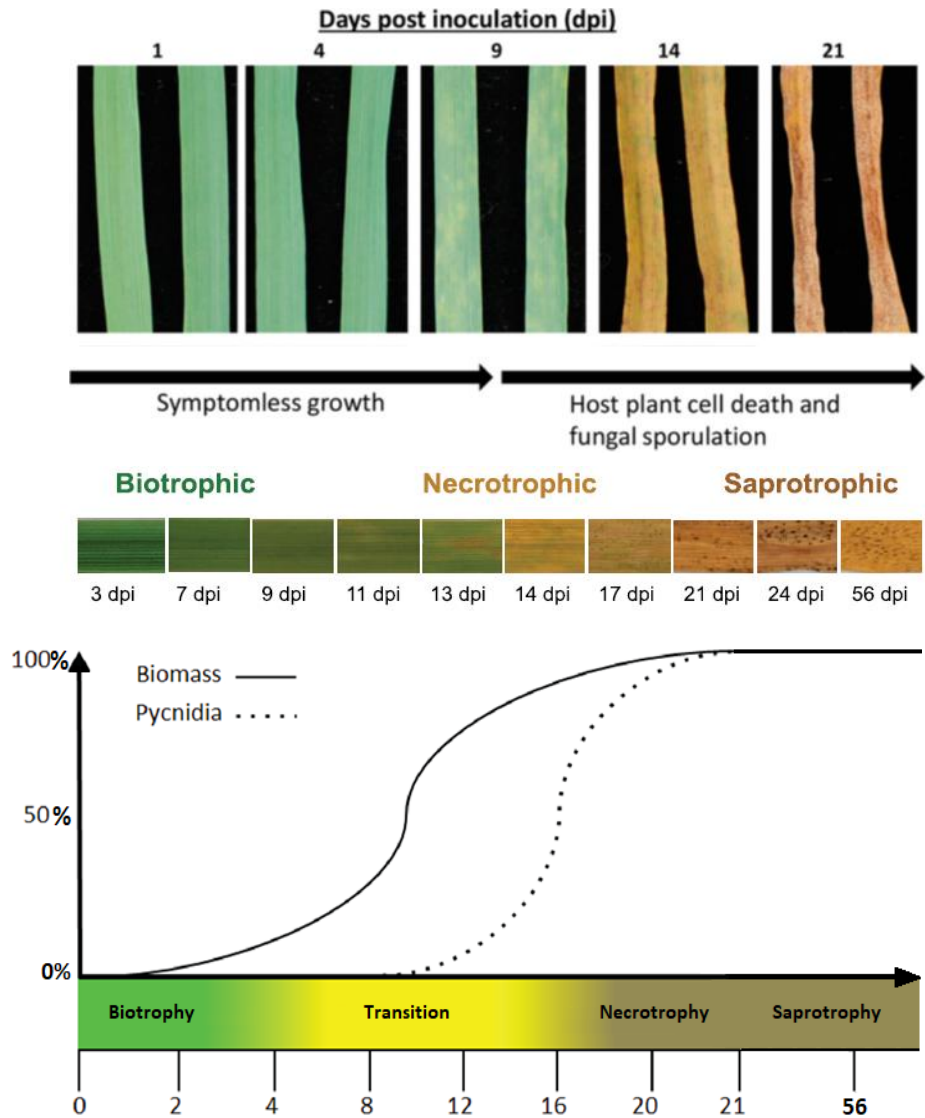 Days post inoculation (dpi)
1 4 9 14 21
Symptomless growth
Host plant cell death and
fungal sporulation
Biotrophic Necrotrophic Saprotrophic
3 dpi 7 dpi 9 dpi 11 dpi 13 dpi 14 dpi 17 dpi 21 dpi 24 dpi 56 dpi
100%
Biomass
Pycnidia
50%
0%
Biotrophy Transition Necrotrophy Saprotrophy
0 2 4 8 12 16 20 21 56